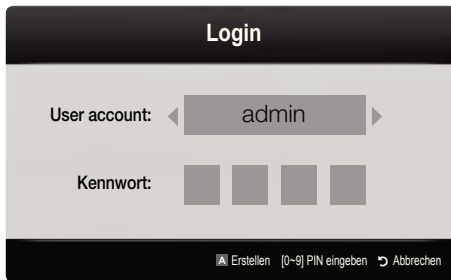 Login
User account: admin
Kennwort:
A Erstellen [0~9] PIN eingeben Abbrechen